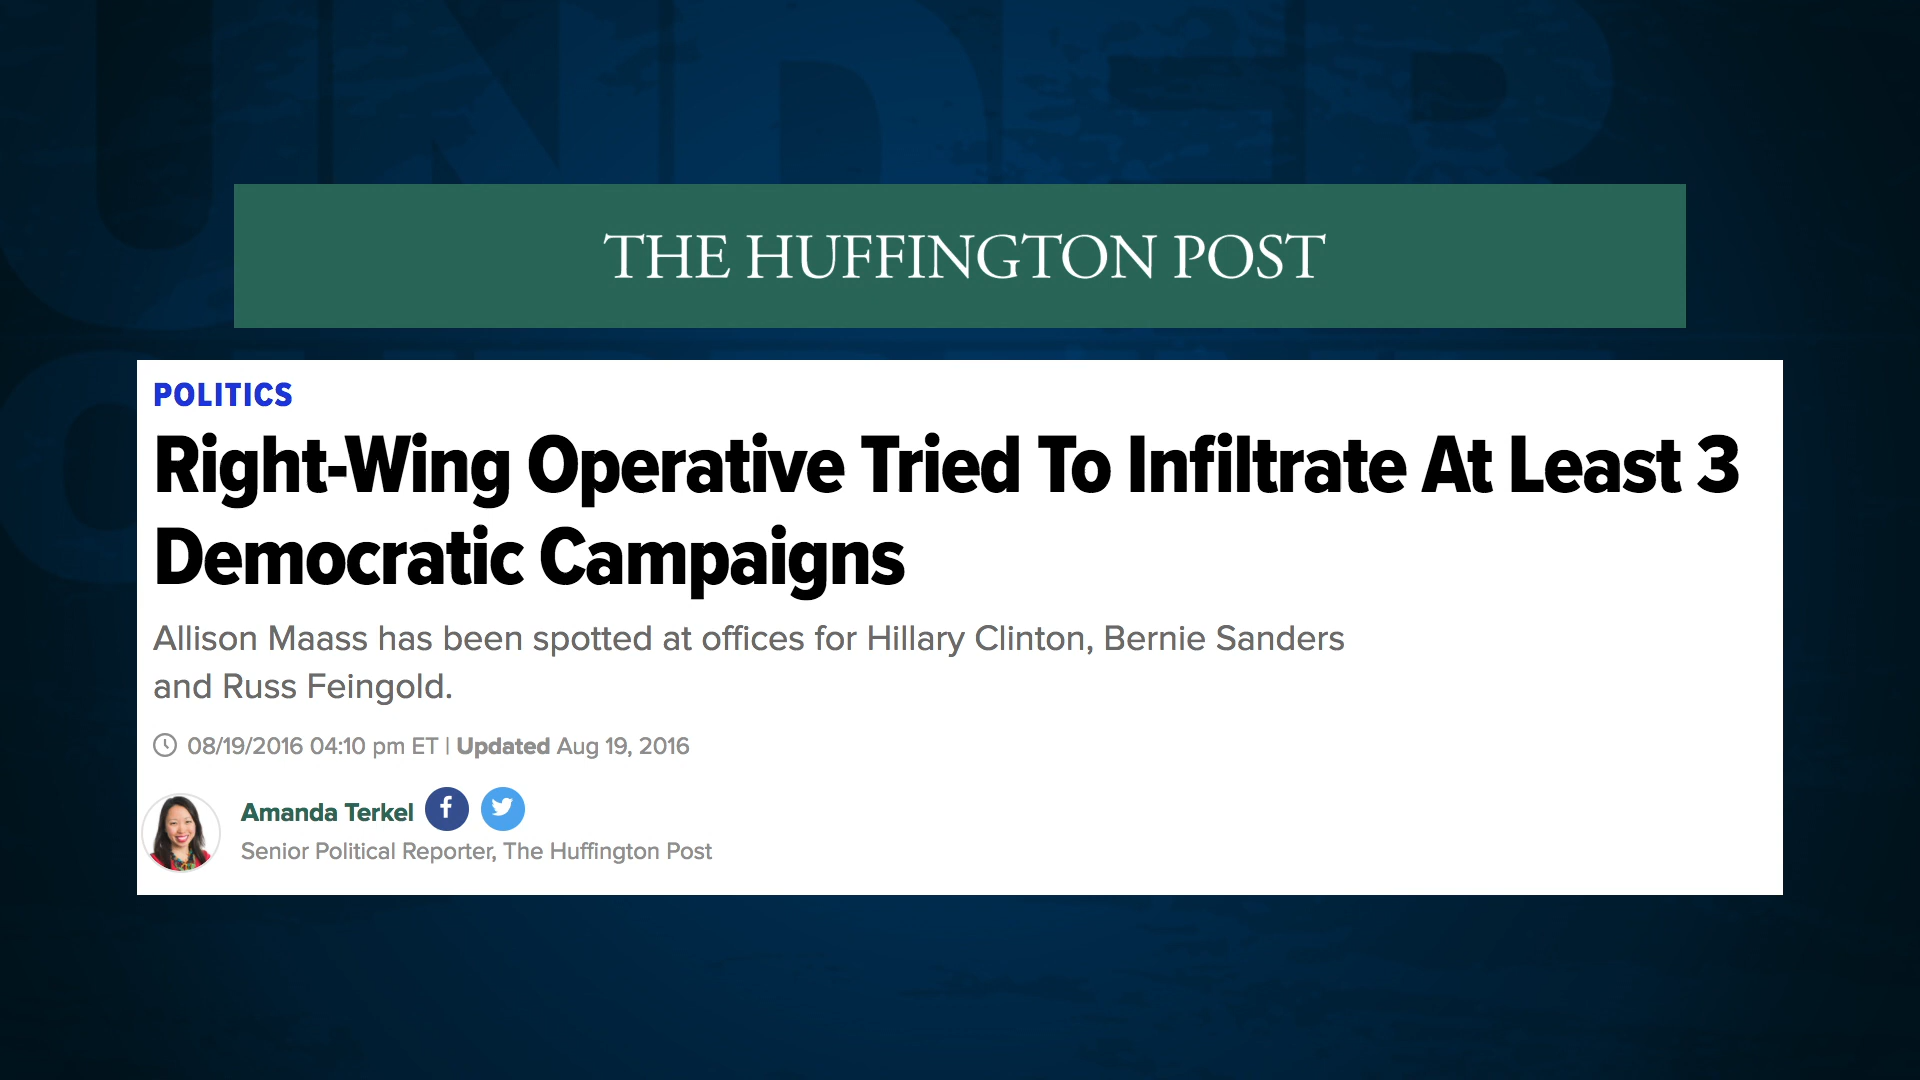 UNDER
THE HUFFINGTON POST
POLITICS
Right-Wing Operative Tried To Infiltrate At Least 3
Democratic Campaigns
Allison Maass has been spotted at offices for Hillary Clinton, Bernie Sanders
and Russ Feingold.
08/19/2016 04:10 pm ET | Updated Aug 19, 2016
Amanda Terkel
Senior Political Reporter, The Huffington Post